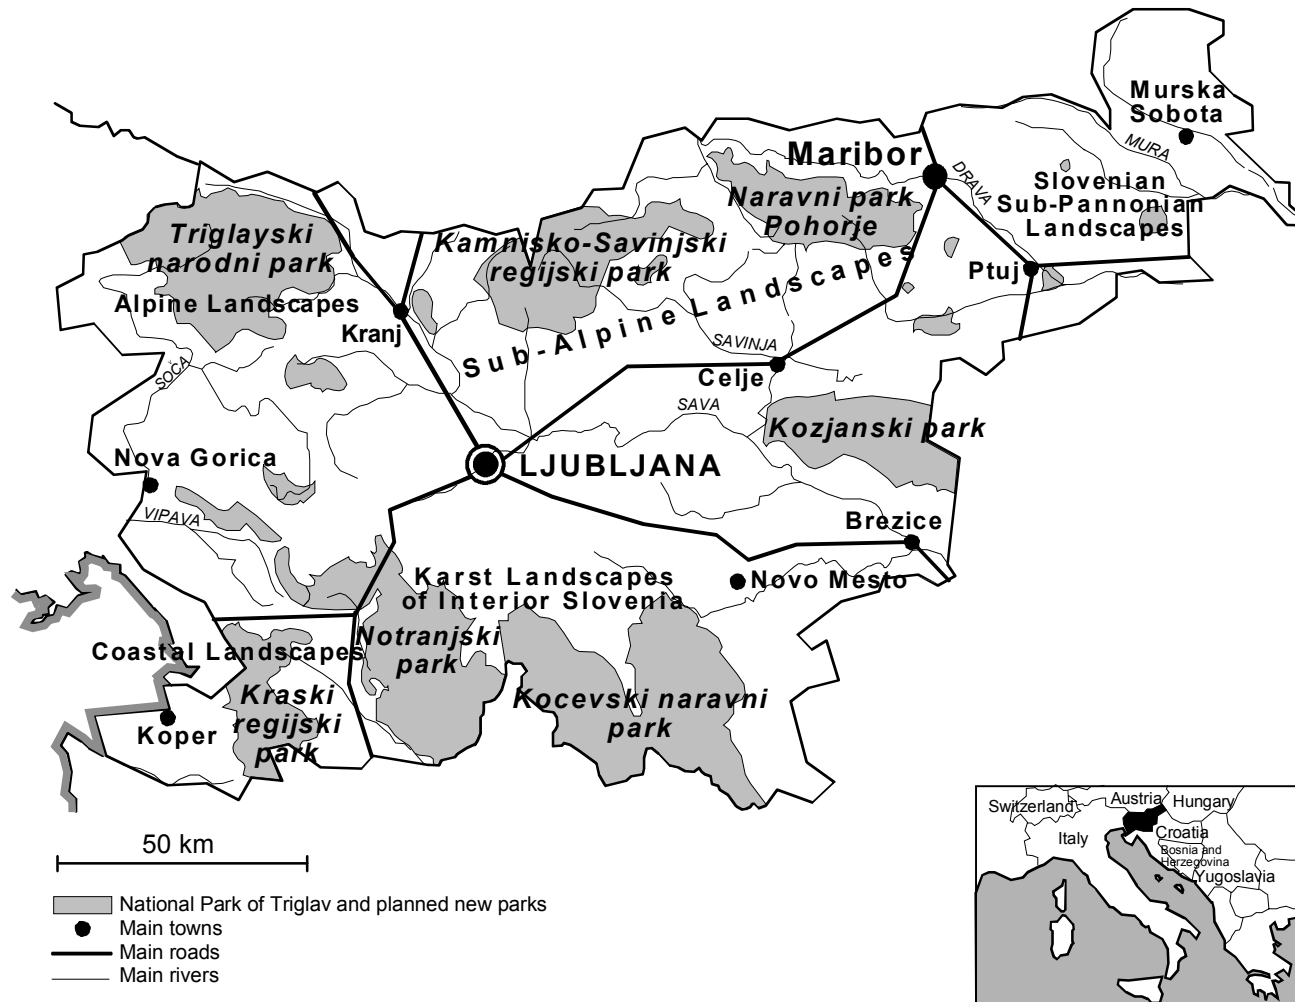 Murska
Sobota
MURA
Maribor
DRAVA
Slovenian
Sub-Pannonian
Landscapes
Naravni park
Pohorje
Triglayski
narodni park
Kamnisko-Savinjski
regijski park
Ptuj
Alpine Landscapes
Kranj
Sub-Alpine Landscapes
SAVINJA
SOČA
Celje
SAVA
Kozjanski park
Nova Gorica
LJUBLJANA
VIPAVA
Brezice
Karst Landscapes
of Interior Slovenia
Novo Mesto
Coastal Landscapes
Notranjski
park
Kraski
regijski
park
Kocevski naravni
park
Koper
50 km
National Park of Triglav and planned new parks
Main towns
Main roads
Main rivers
Switzerland
Austria
Hungary
Italy
Croatia
Bosnia and
Herzegovina
Yugoslavia